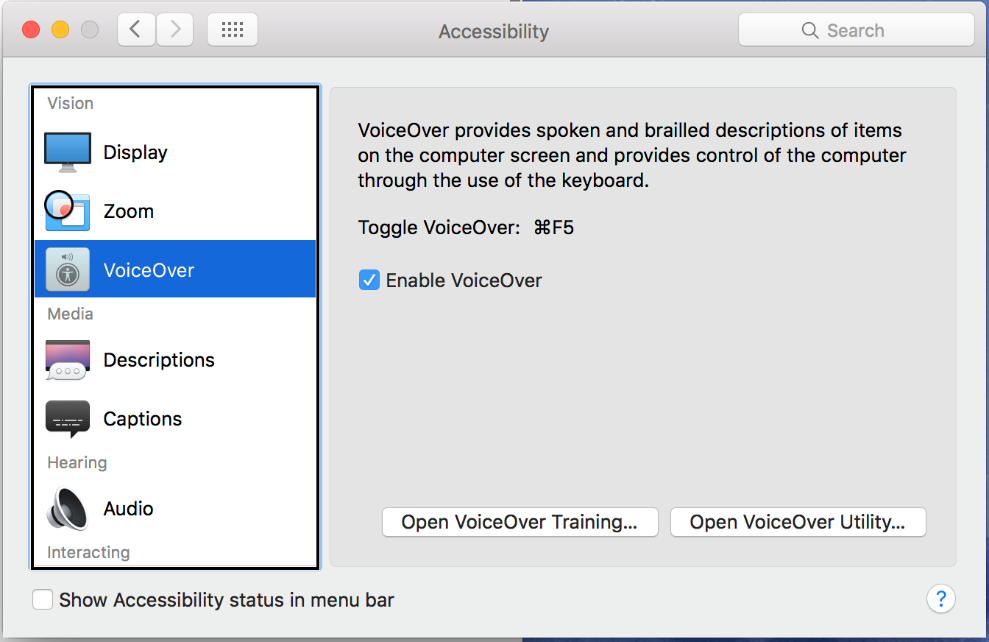 Accessibility
Search
Vision
Display
Zoom
VoiceOver
Media
Descriptions
Captions
Hearing
Audio
Interacting
VoiceOver provides spoken and brailled descriptions of items
on the computer screen and provides control of the computer
through the use of the keyboard.
Toggle VoiceOver: ⌘F5
Enable VoiceOver
Open VoiceOver Training...
Open VoiceOver Utility...
Show Accessibility status in menu bar
?